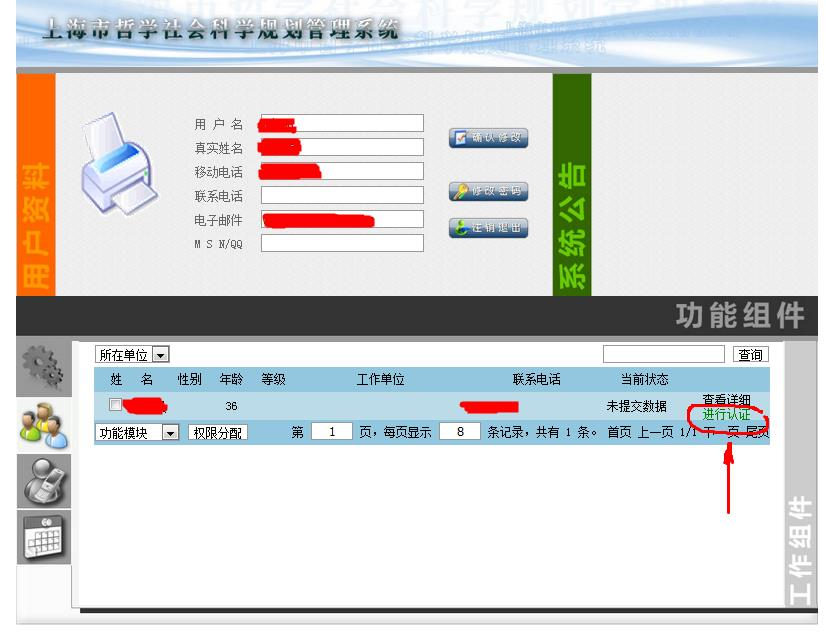 上海市哲学社会科学规划管理系统
用户资料
用 户 名
真实姓名
移动电话
联系电话
电子邮件
M S N/QQ
确认修改
修改密码
注销退出
系统公告
功能组件
所在单位 查询
姓 名 性别 年龄 等级 工作单位 联系电话 当前状态
36 未提交数据 查看详细
进行认证
功能模块 权限分配 第 1 页，每页显示 8 条记录，共有 1 条。 首页 上一页 1/1 下一页 尾页
工作组件